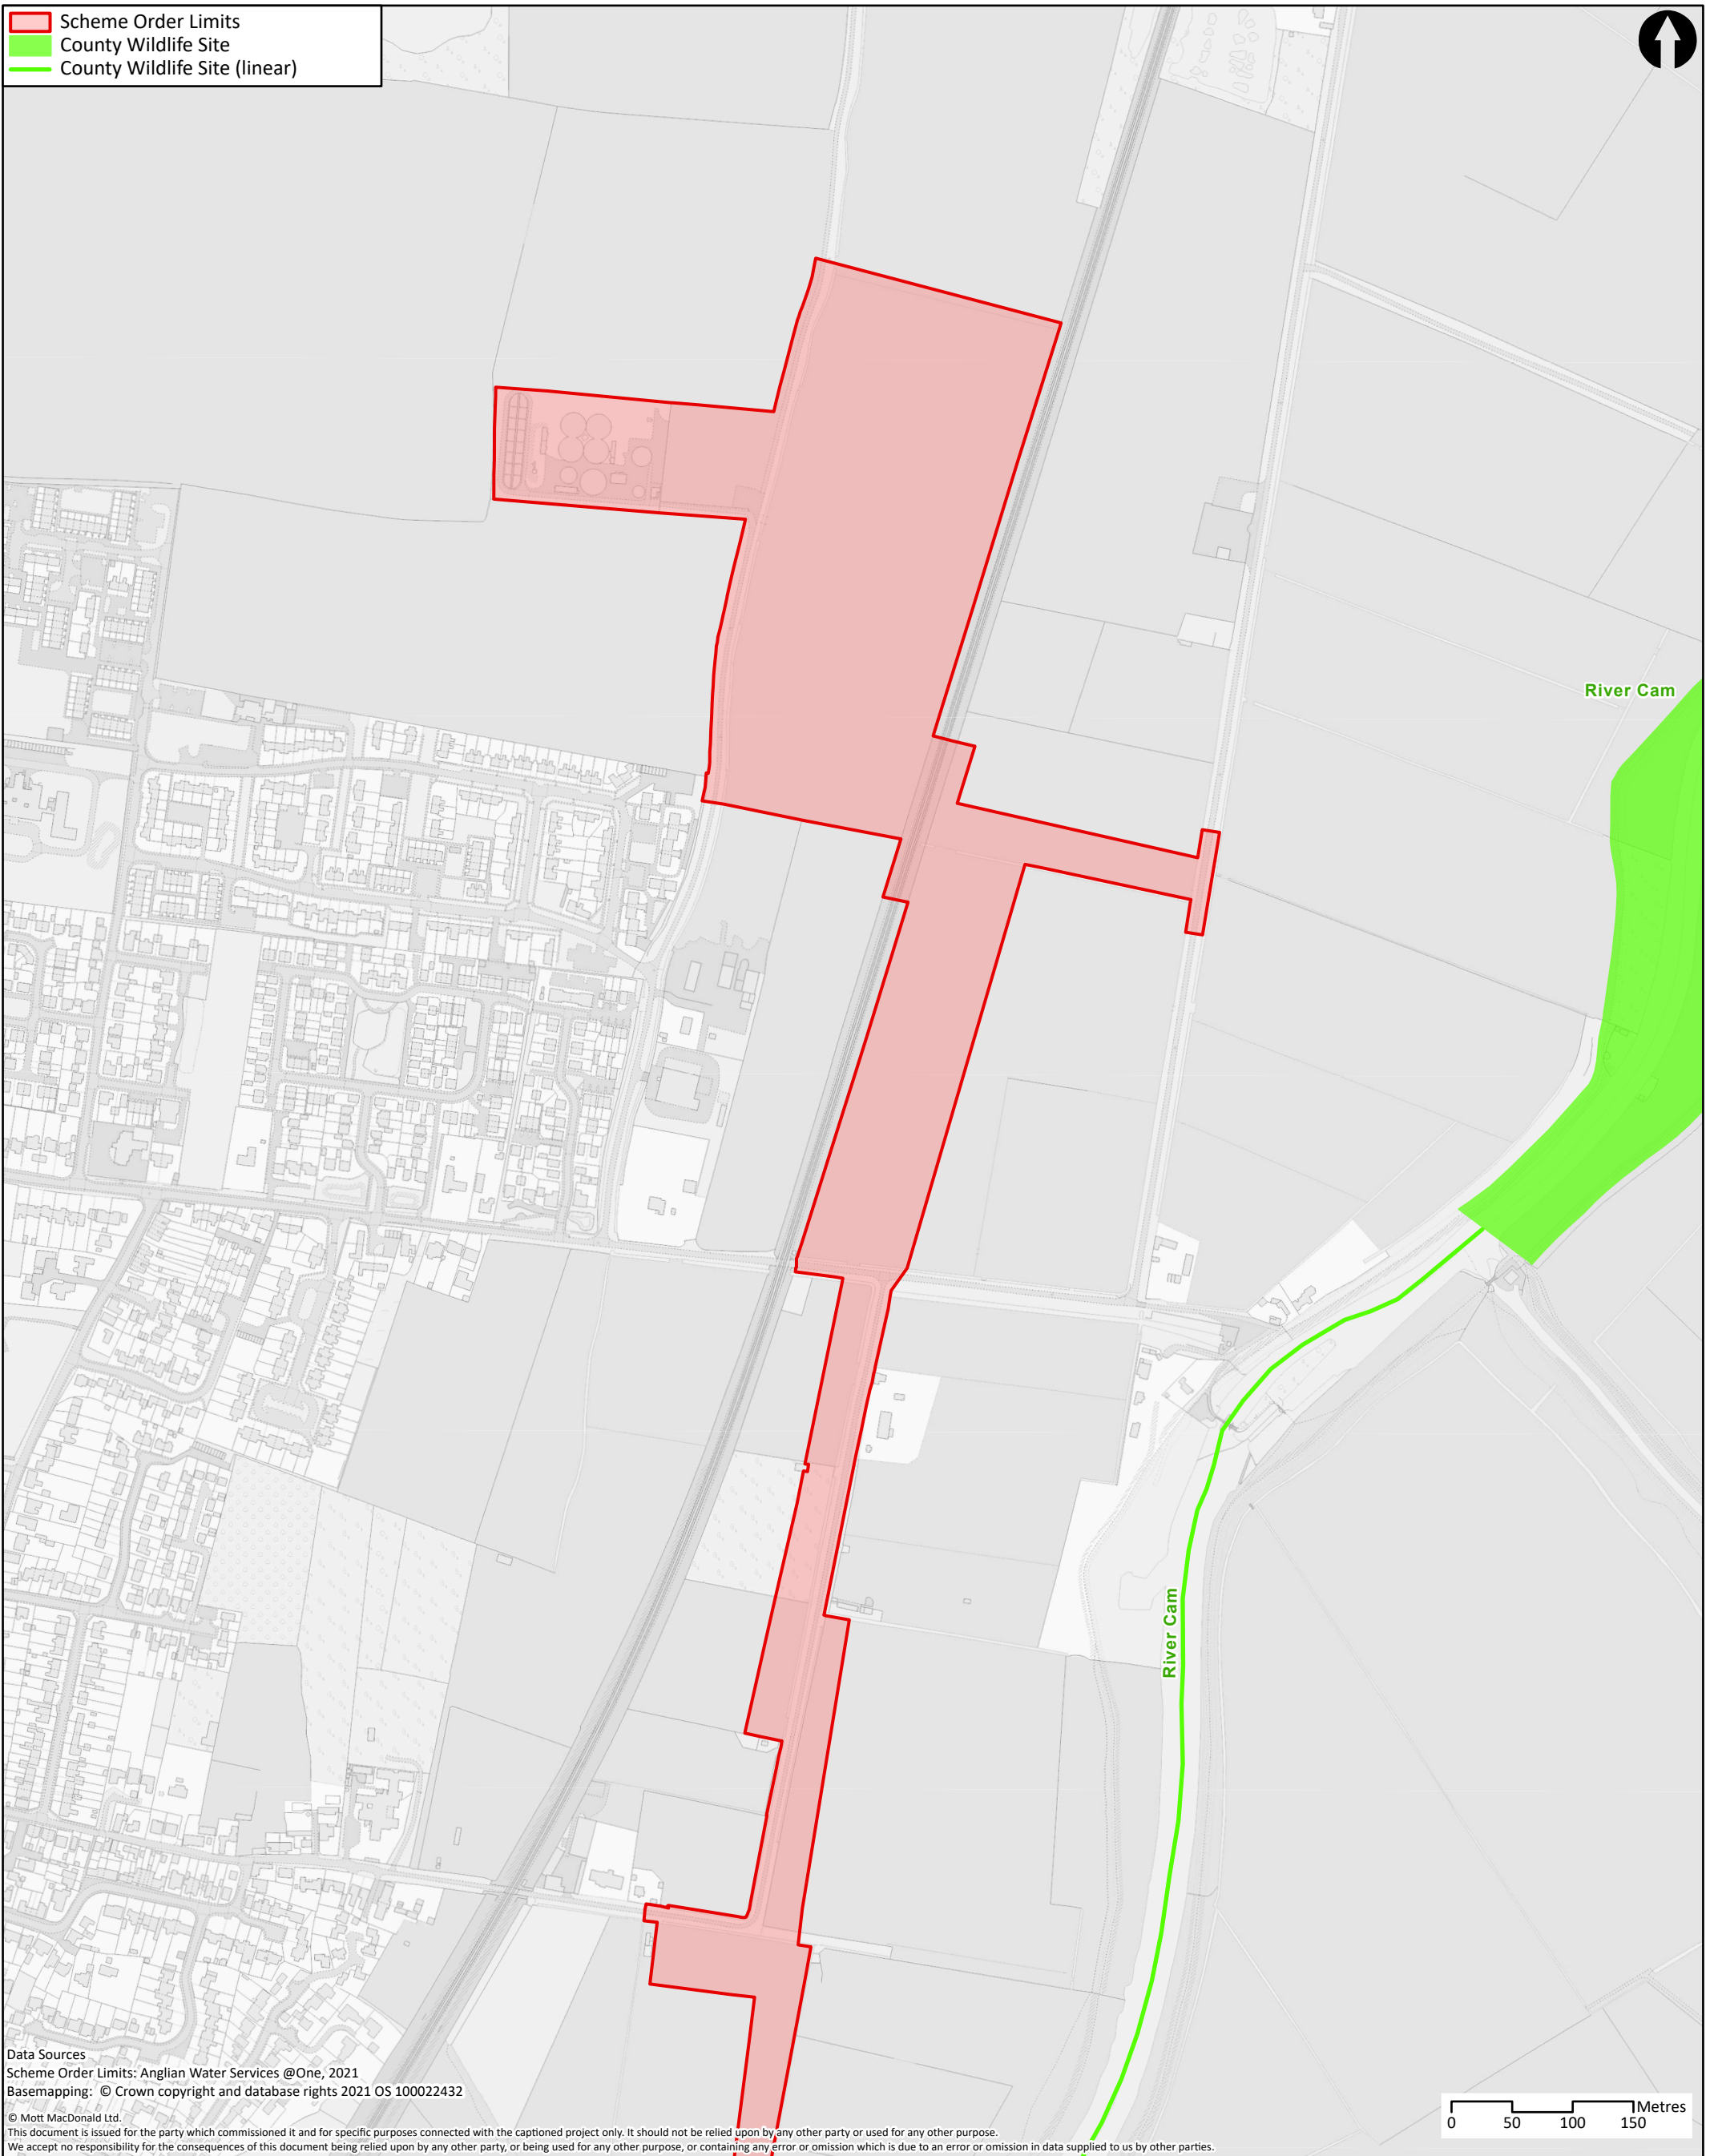 Scheme Order Limits
County Wildlife Site
County Wildlife Site (linear)
River Cam
River Cam
Data Sources
Scheme Order Limits: Anglian Water Services @One, 2021
Basemapping: © Crown copyright and database rights 2021 OS 100022432
© Mott MacDonald Ltd.
This document is issued for the party which commissioned it and for specific purposes connected with the captioned project only. It should not be relied upon by any other party or used for any other purpose.
We accept no responsibility for the consequences of this document being relied upon by any other party, or being used for any other purpose, or containing any error or omission which is due to an error or omission in data supplied to us by other parties.
Metres
0 50 100 150